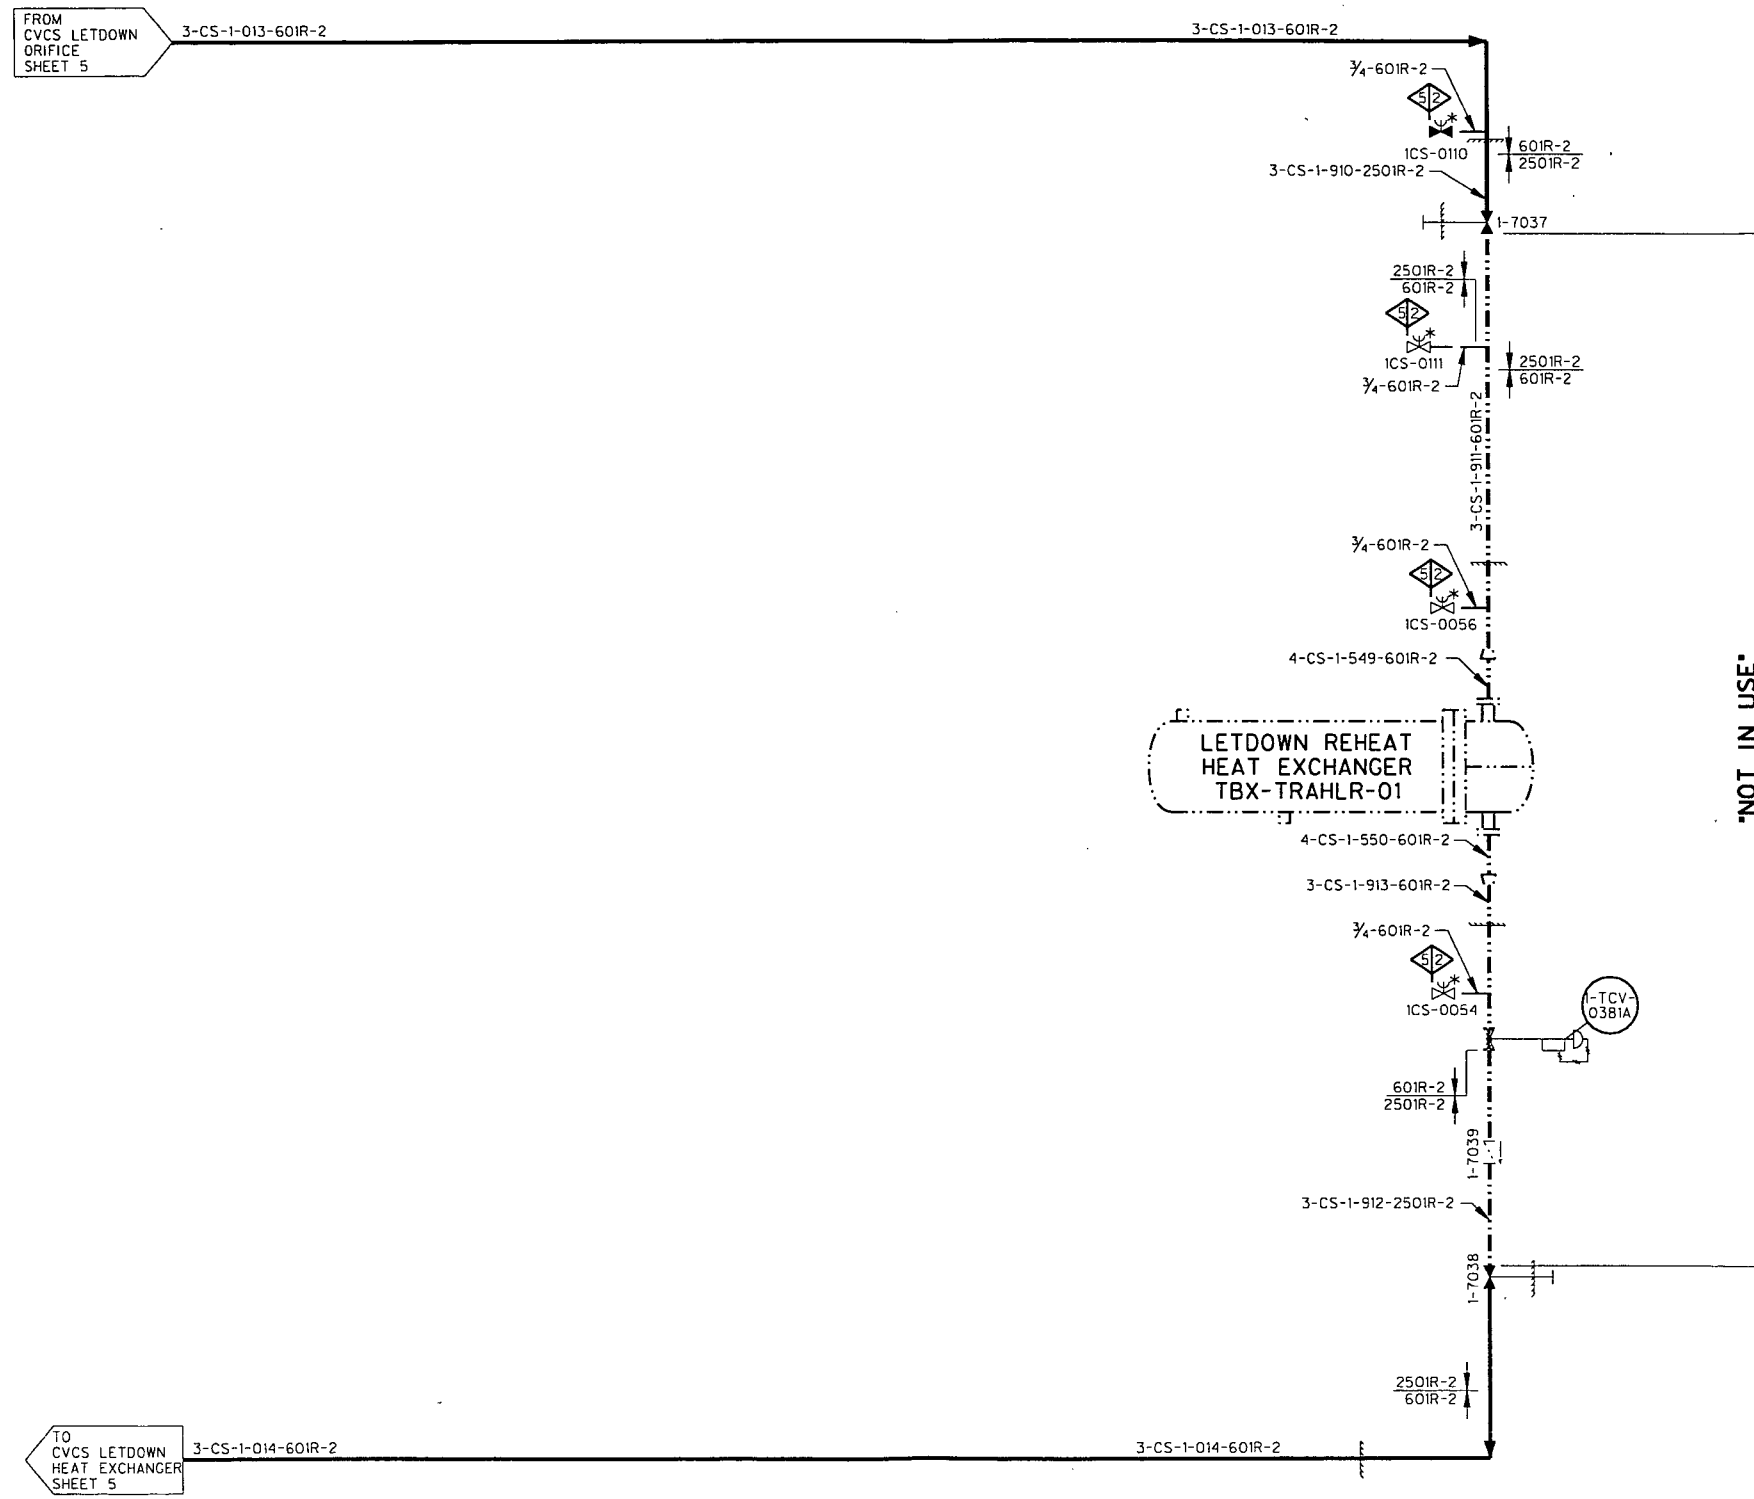 FROM
CVCS LETDOWN
ORIFICE
SHEET 5
3-CS-1-013-601R-2
3-CS-1-013-601R-2
3/4-601R-2
5 2
*
1CS-0110
601R-2
2501R-2
3-CS-1-910-2501R-2
1-7037
2501R-2
601R-2
5 2
*
1CS-0111
2501R-2
601R-2
3/4-601R-2
3-CS-1-911-601R-2
3/4-601R-2
5 2
*
1CS-0056
4-CS-1-549-601R-2
"NOT IN USE"
LETDOWN REHEAT
HEAT EXCHANGER
TBX-TRAHLR-01
4-CS-1-550-601R-2
3-CS-1-913-601R-2
3/4-601R-2
5 2
*
1CS-0054
1-TCV-
0381A
601R-2
2501R-2
1-7039
3-CS-1-912-2501R-2
1-7038
2501R-2
601R-2
TO
CVCS LETDOWN
HEAT EXCHANGER
SHEET 5
3-CS-1-014-601R-2
3-CS-1-014-601R-2